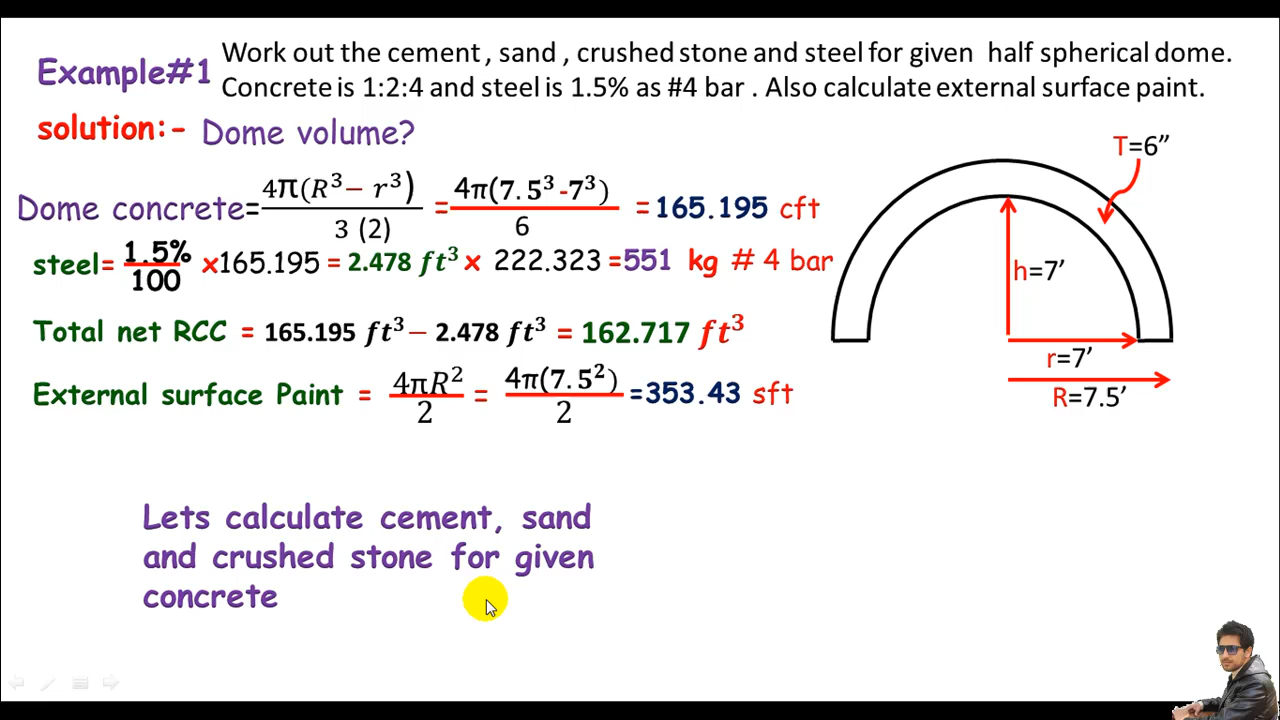 Example#1 Work out the cement , sand , crushed stone and steel for given half spherical dome.
Concrete is 1:2:4 and steel is 1.5% as #4 bar . Also calculate external surface paint.
solution:- Dome volume?
T=6”
Dome concrete= 4π(R³− r³) / 3 (2) = 4π(7.5³ -7³) / 6 = 165.195 cft
steel= 1.5% / 100 x165.195 = 2.478 ft³ x 222.323 =551 kg # 4 bar
h=7’
Total net RCC = 165.195 ft³ − 2.478 ft³ = 162.717 ft³
r=7’
External surface Paint = 4πR² / 2 = 4π(7.5²) / 2 =353.43 sft
R=7.5’
Lets calculate cement, sand
and crushed stone for given
concrete